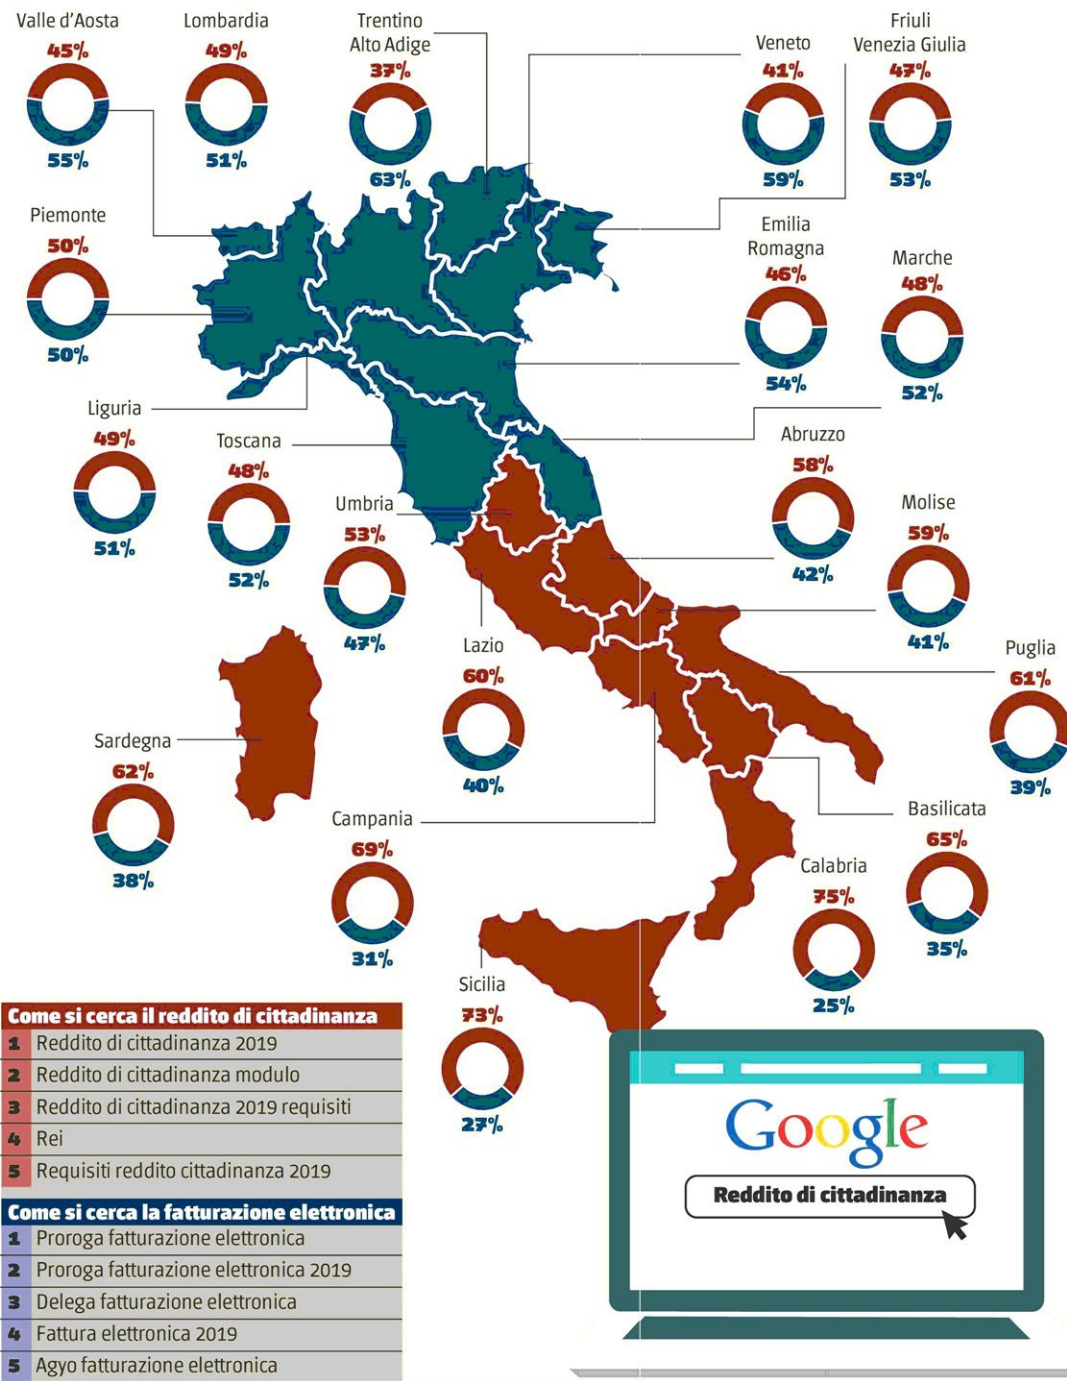 Valle d'Aosta
45%
55%
Lombardia
49%
51%
Trentino
Alto Adige
37%
63%
Veneto
41%
59%
Friuli
Venezia Giulia
47%
53%
Piemonte
50%
50%
Emilia
Romagna
46%
54%
Marche
48%
52%
Liguria
49%
51%
Toscana
48%
52%
Umbria
53%
47%
Abruzzo
58%
42%
Molise
59%
41%
Lazio
60%
40%
Puglia
61%
39%
Sardegna
62%
38%
Campania
69%
31%
Basilicata
65%
35%
Calabria
75%
25%
Sicilia
73%
27%
Come si cerca il reddito di cittadinanza
1 Reddito di cittadinanza 2019
2 Reddito di cittadinanza modulo
3 Reddito di cittadinanza 2019 requisiti
4 Rei
5 Requisiti reddito cittadinanza 2019
Come si cerca la fatturazione elettronica
1 Proroga fatturazione elettronica
2 Proroga fatturazione elettronica 2019
3 Delega fatturazione elettronica
4 Fattura elettronica 2019
5 Agyo fatturazione elettronica
Google
Reddito di cittadinanza